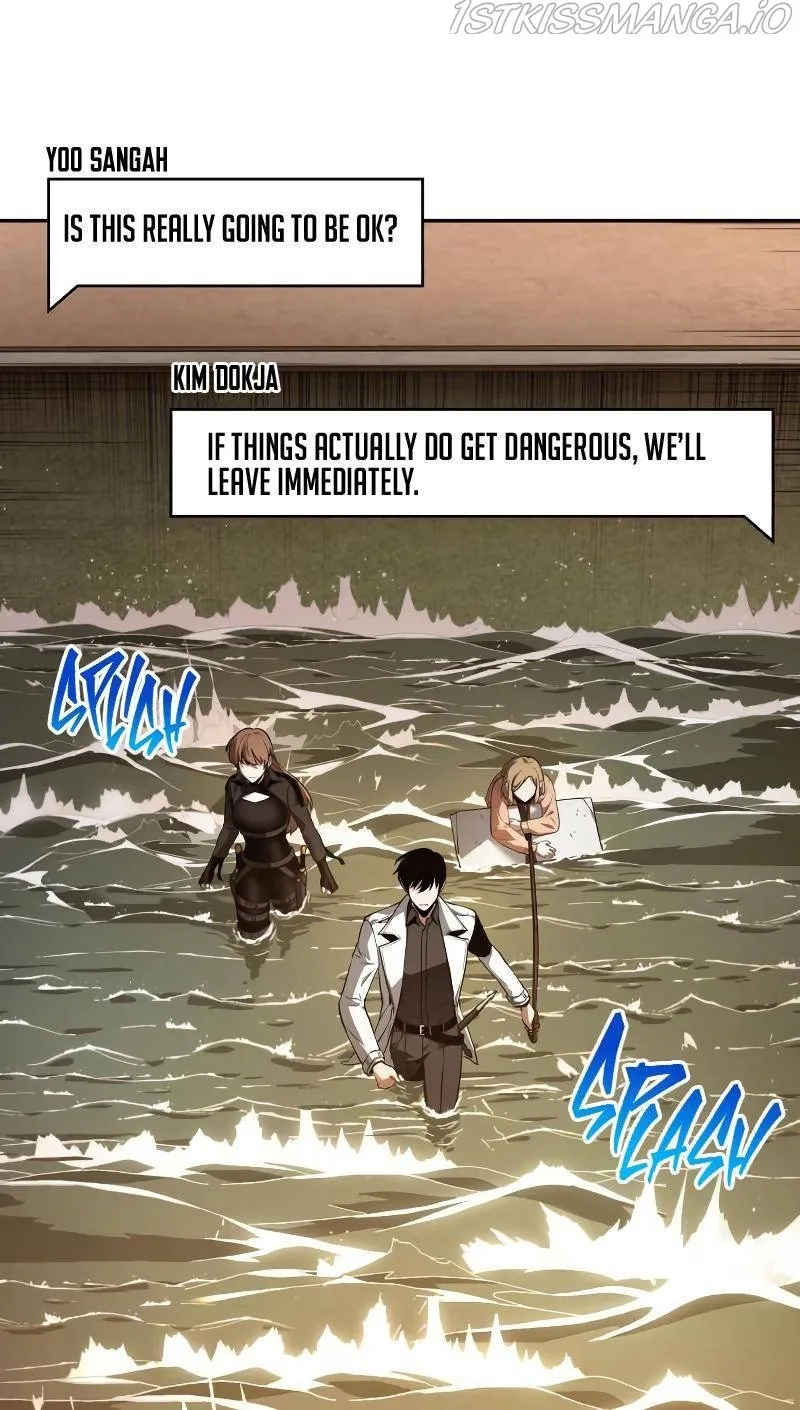 1STKISSMANGA.IO
YOO SANGAH
IS THIS REALLY GOING TO BE OK?
KIM DOKJA
IF THINGS ACTUALLY DO GET DANGEROUS, WE'LL
LEAVE IMMEDIATELY.
SPLISH
SPLASH